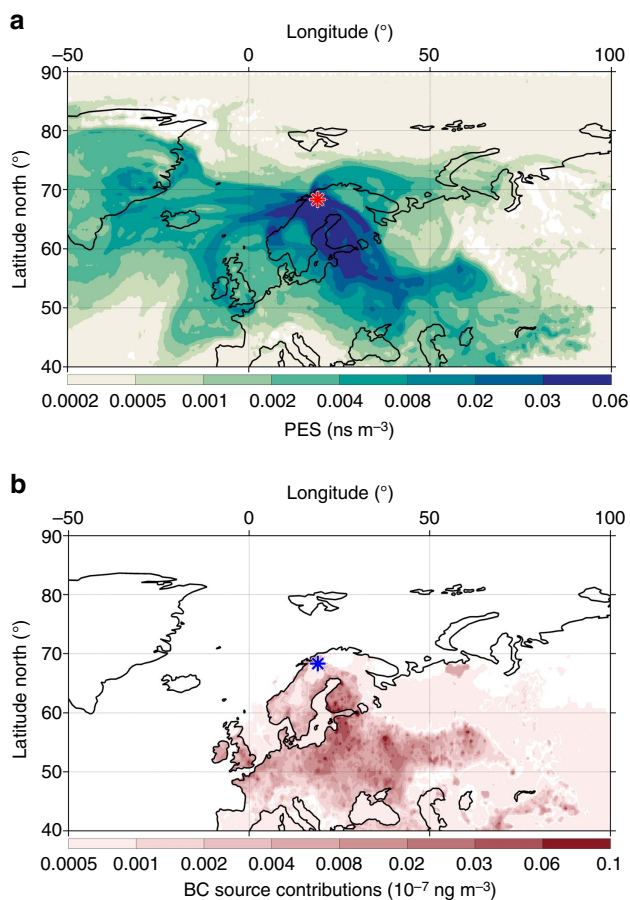 a
Longitude (°)
−50 0 50 100
90
80
70
60
50
40
Latitude north (°)
0.0002 0.0005 0.001 0.002 0.004 0.008 0.02 0.03 0.06
PES (ns m⁻³)
b
Longitude (°)
−50 0 50 100
90
80
70
60
50
40
Latitude north (°)
0.0005 0.001 0.002 0.004 0.008 0.02 0.03 0.06 0.1
BC source contributions (10⁻⁷ ng m⁻³)